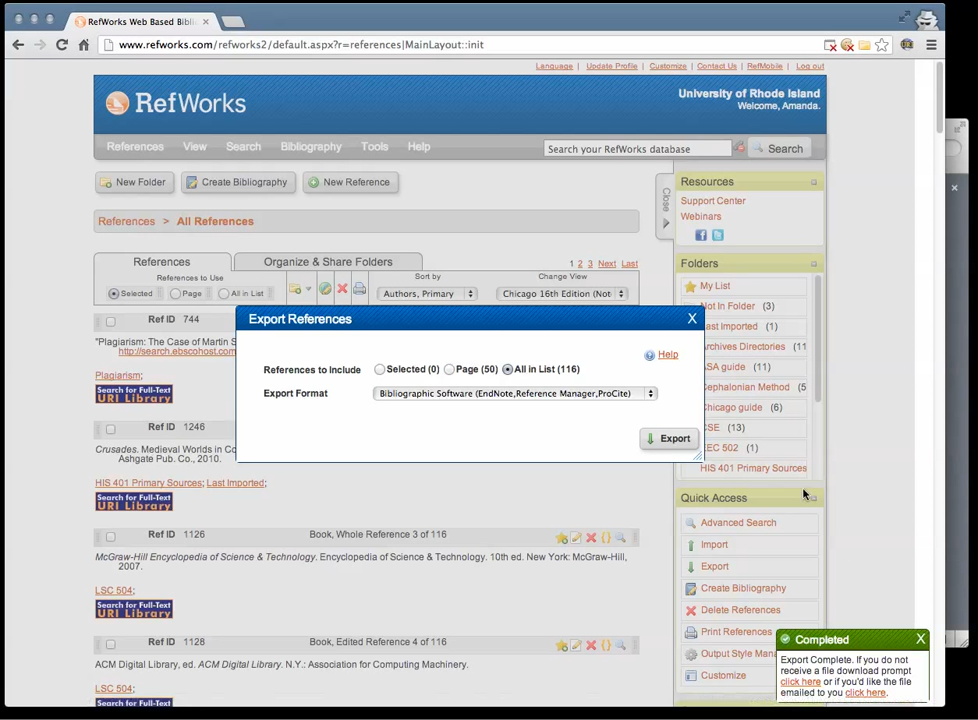 RefWorks Web Based Bibli
www.refworks.com/refworks2/default.aspx?r=references|MainLayout::init
Language | Update Profile | Customize | Contact Us | RefMobile | Log out
RefWorks
University of Rhode Island
Welcome, Amanda.
References View Search Bibliography Tools Help
Search your RefWorks database
Search
New Folder
Create Bibliography
New Reference
Close
Resources
Support Center
Webinars
References > All References
References
Organize & Share Folders
1 2 3 Next Last
References to Use
Selected Page All in List
Sort by
Authors, Primary
Change View
Chicago 16th Edition (Not
Folders
My List
Not In Folder (3)
Last Imported (1)
Archives Directories (11
ASA guide (11)
Cephalonian Method (5
Chicago guide (6)
CSE (13)
(1)
HIS 401 Primary Sources
Ref ID 744
"Plagiarism: The Case of Martin
http://search.ebscohost.com
Plagiarism;
Search for Full-Text
URI Library
Export References
X
Help
References to Include Selected (0) Page (50) All in List (116)
Export Format Bibliographic Software (EndNote,Reference Manager,ProCite)
Export
Ref ID 1246
Crusades. Medieval Worlds in
Ashgate Pub. Co., 2010.
HIS 401 Primary Sources; Last Imported;
Search for Full-Text
URI Library
Ref ID 1126 Book, Whole Reference 3 of 116
McGraw-Hill Encyclopedia of Science & Technology. Encyclopedia of Science & Technology. 10th ed. New York: McGraw-Hill,
2007.
LSC 504;
Search for Full-Text
URI Library
Ref ID 1128 Book, Edited Reference 4 of 116
ACM Digital Library, ed. ACM Digital Library. N.Y.: Association for Computing Machinery.
LSC 504;
Search for Full-Text
Quick Access
Advanced Search
Import
Export
Create Bibliography
Delete References
Print References
Output Style Man
Customize
Completed
X
Export Complete. If you do not
receive a file download prompt
click here or if you'd like the file
emailed to you click here.